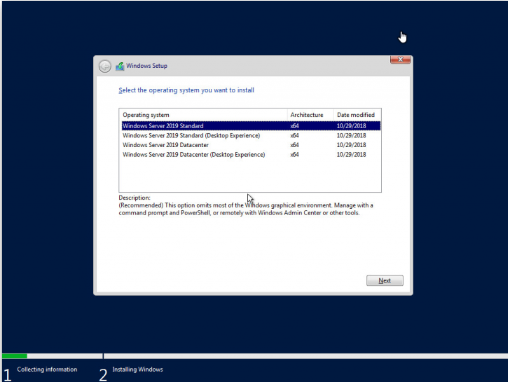 Windows Setup
Select the operating system you want to install
Operating system Architecture Date modified
Windows Server 2019 Standard x64 10/29/2018
Windows Server 2019 Standard (Desktop Experience) x64 10/29/2018
Windows Server 2019 Datacenter x64 10/29/2018
Windows Server 2019 Datacenter (Desktop Experience) x64 10/29/2018
Description:
(Recommended) This option omits most of the Windows graphical environment. Manage with a
command prompt and PowerShell, or remotely with Windows Admin Center or other tools.
Next
1 Collecting information 2 Installing Windows